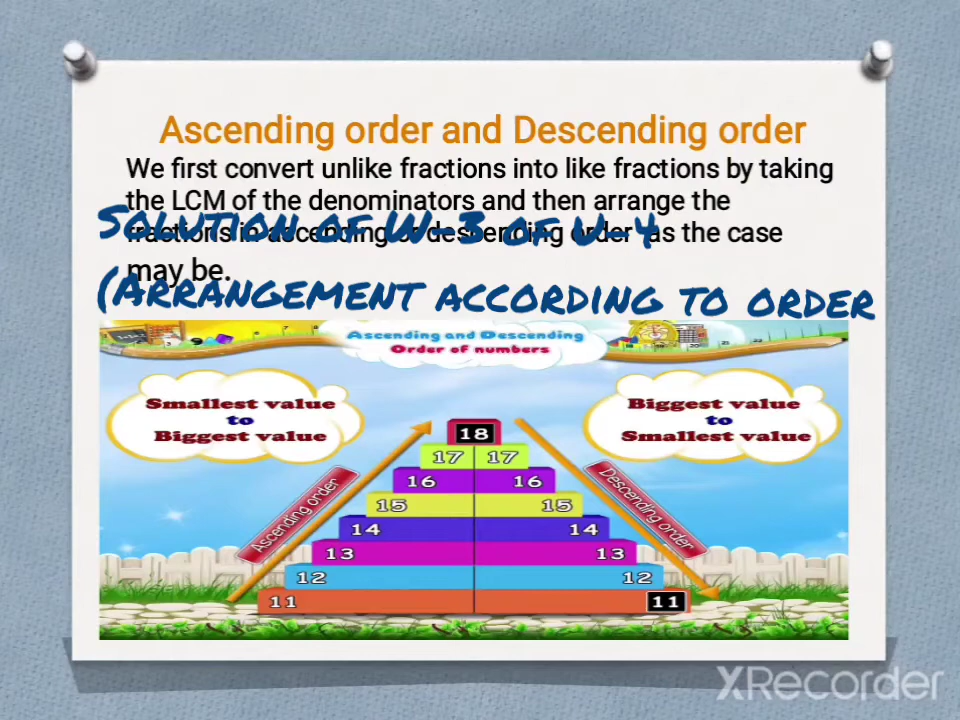 Ascending order and Descending order
We first convert unlike fractions into like fractions by taking
the LCM of the denominators and then arrange the
Solution of W-3 of U-4
fractions in ascending or descending order as the case
may be.
(Arrangement according to order
Ascending and Descending
Order of numbers
Smallest value
to
Biggest value
Biggest value
to
Smallest value
Ascending order
Descending order
18
17 17
16 16
15 15
14 14
13 13
12 12
11 11
XRecorder